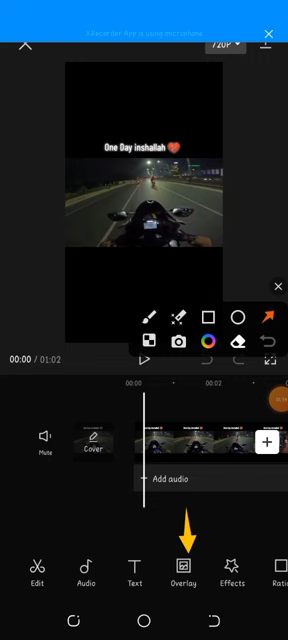 XRecorder App is using microphone
720P
One Day inshallah
00:00 / 01:02
00:00
00:02
Mute
Cover
Add audio
Edit
Audio
Text
Overlay
Effects
Ratio